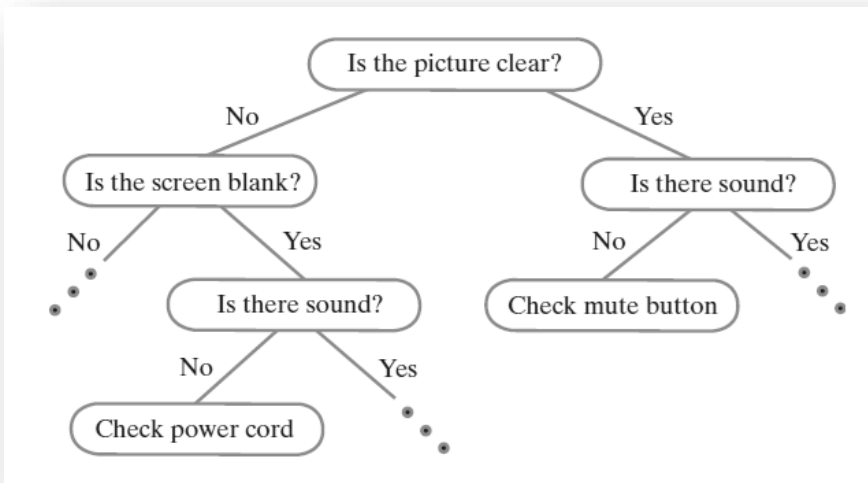 Is the picture clear?
No
Yes
Is the screen blank?
Is there sound?
No
Yes
No
Yes
Is there sound?
Check mute button
No
Yes
Check power cord